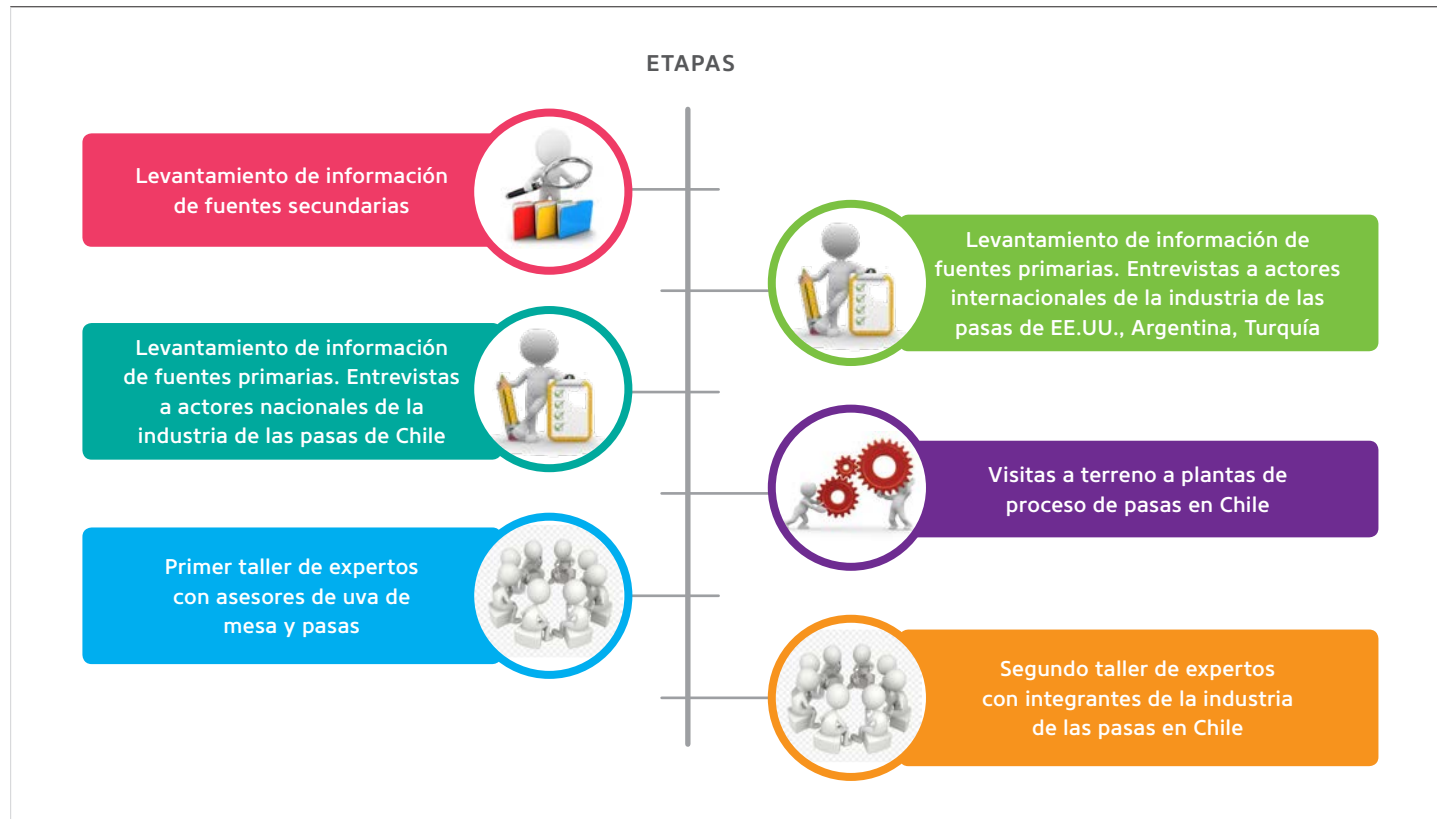 ETAPAS
Levantamiento de información
de fuentes secundarias
Levantamiento de información de
fuentes primarias. Entrevistas a actores
internacionales de la industria de las
pasas de EE.UU., Argentina, Turquía
Levantamiento de información
de fuentes primarias. Entrevistas
a actores nacionales de la
industria de las pasas de Chile
Visitas a terreno a plantas de
proceso de pasas en Chile
Primer taller de expertos
con asesores de uva de
mesa y pasas
Segundo taller de expertos
con integrantes de la industria
de las pasas en Chile